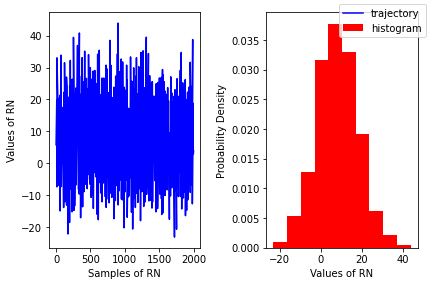 Values of RN
40
30
20
10
0
−10
−20
0 500 1000 1500 2000
Samples of RN
trajectory
histogram
Probability Density
0.035
0.030
0.025
0.020
0.015
0.010
0.005
0.000
−20 0 20 40
Values of RN